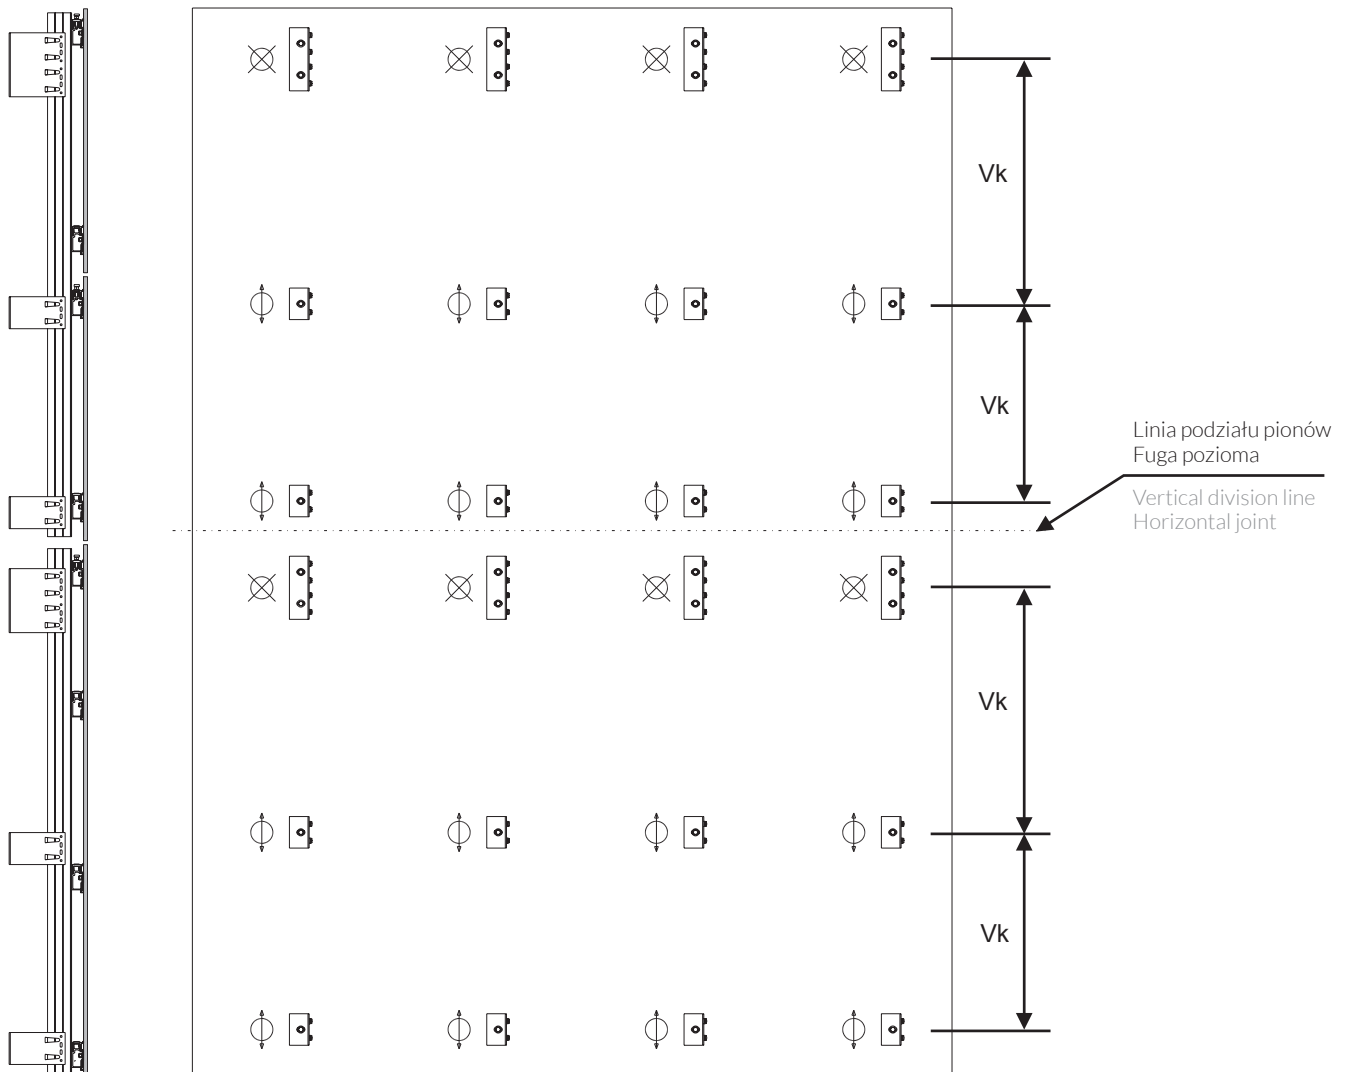 Vk
Vk
Linia podziału pionów
Fuga pozioma
Vertical division line
Horizontal joint
Vk
Vk